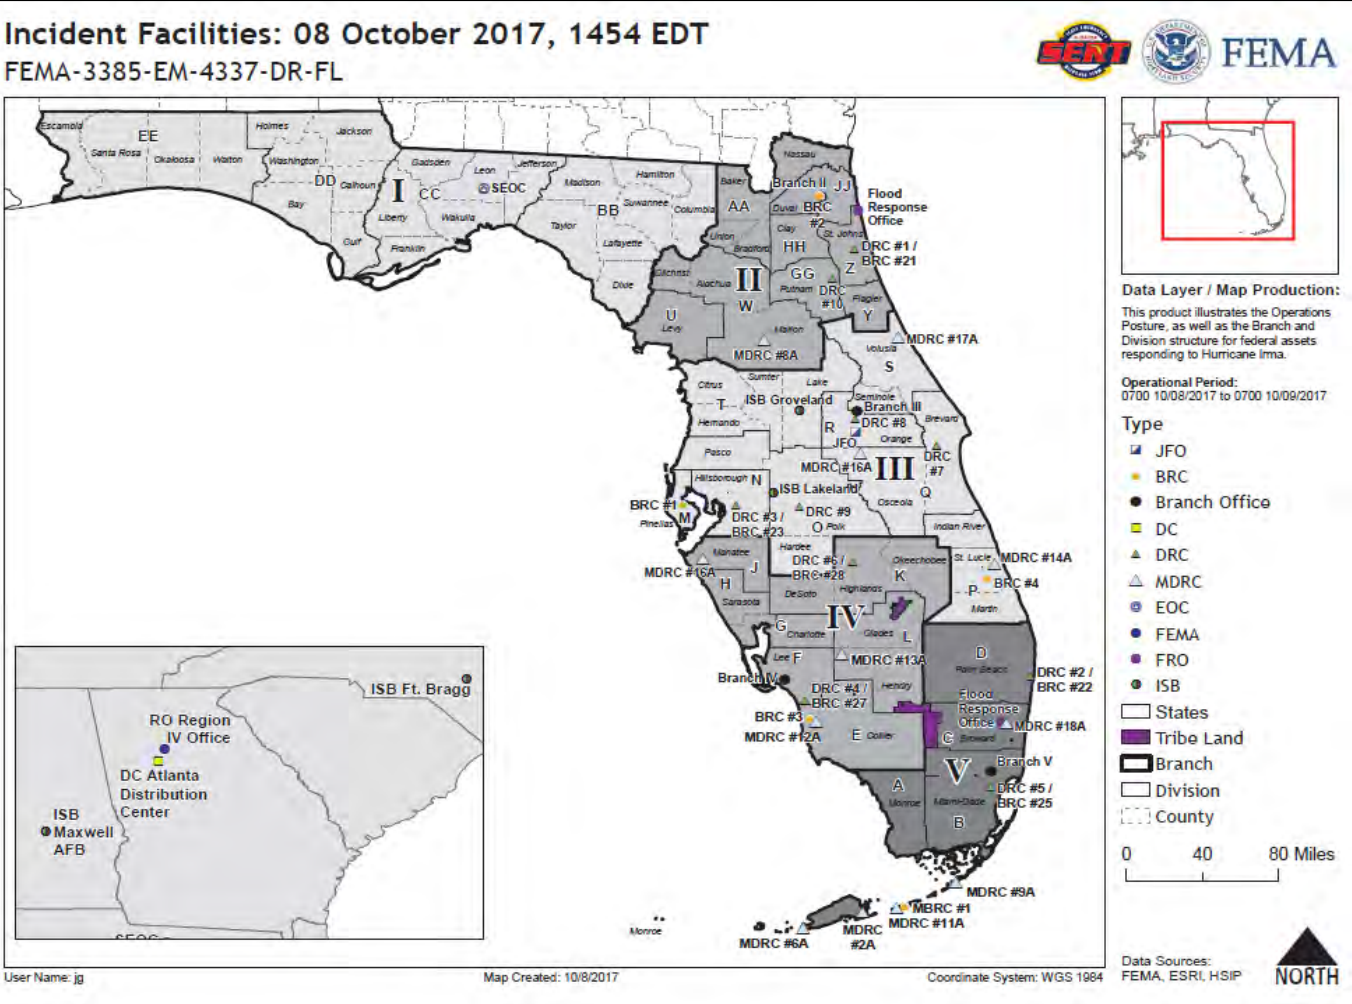 Incident Facilities: 08 October 2017, 1454 EDT
FEMA-3385-EM-4337-DR-FL
SERT
FEMA
Escambia
EE
Santa Rosa
Okaloosa
Walton
Holmes
Jackson
Washington
DD
Calhoun
Bay
Gulf
I
Gadsden
CC
Liberty
Franklin
Leon
SEOC
Wakulla
Jefferson
Madison
Hamilton
BB
Suwannee
Columbia
Taylor
Lafayette
Dixie
Baker
AA
Union
Bradford
Nassau
Branch II
JJ
Duval
BRC
#2
Flood
Response
Office
Clay
HH
St. Johns
DRC #1 /
BRC #21
Z
GG
Putnam
DRC
#10
Flagler
Y
Gilchrist
Alachua
II
W
U
Levy
Marion
MDRC #8A
MDRC #17A
Volusia
S
Citrus
Sumter
Lake
T
ISB Groveland
Hernando
Seminole
Branch III
DRC #8
R
JFO
Orange
Brevard
Pasco
MDRC #16A
III
DRC
#7
Hillsborough
N
ISB Lakeland
Osceola
Q
BRC #1
M
Pinellas
DRC #3 /
BRC #23
DRC #9
O
Polk
Indian River
Manatee
J
MDRC #16A
H
Sarasota
Hardee
DRC #6 /
BRC #28
Okeechobee
K
Highlands
DeSoto
St. Lucie
MDRC #14A
BRC #4
P
Martin
IV
G
Charlotte
Glades
L
Lee
F
MDRC #13A
Branch IV
Hendry
DRC #4 /
BRC #27
BRC #3
MDRC #12A
E
Collier
D
Palm Beach
DRC #2 /
BRC #22
Flood
Response
Office
MDRC #18A
C
Broward
V
Branch V
A
Monroe
Miami-Dade
B
DRC #5 /
BRC #25
MDRC #9A
MBRC #1
MDRC #11A
MDRC
#2A
MDRC #6A
Monroe
ISB Ft. Bragg
RO Region
IV Office
DC Atlanta
Distribution
Center
ISB
Maxwell
AFB
User Name: jg
Map Created: 10/8/2017
Coordinate System: WGS 1984
Data Layer / Map Production:
This product illustrates the Operations
Posture, as well as the Branch and
Division structure for federal assets
responding to Hurricane Irma.
Operational Period:
0700 10/08/2017 to 0700 10/09/2017
Type
JFO
BRC
Branch Office
DC
DRC
MDRC
EOC
FEMA
FRO
ISB
States
Tribe Land
Branch
Division
County
0 40 80 Miles
Data Sources:
FEMA, ESRI, HSIP
NORTH